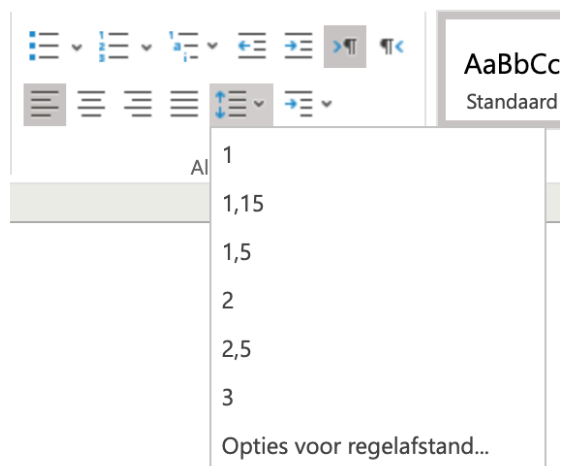 AaBbCc
Standaard
Al
1
1,15
1,5
2
2,5
3
Opties voor regelafstand...